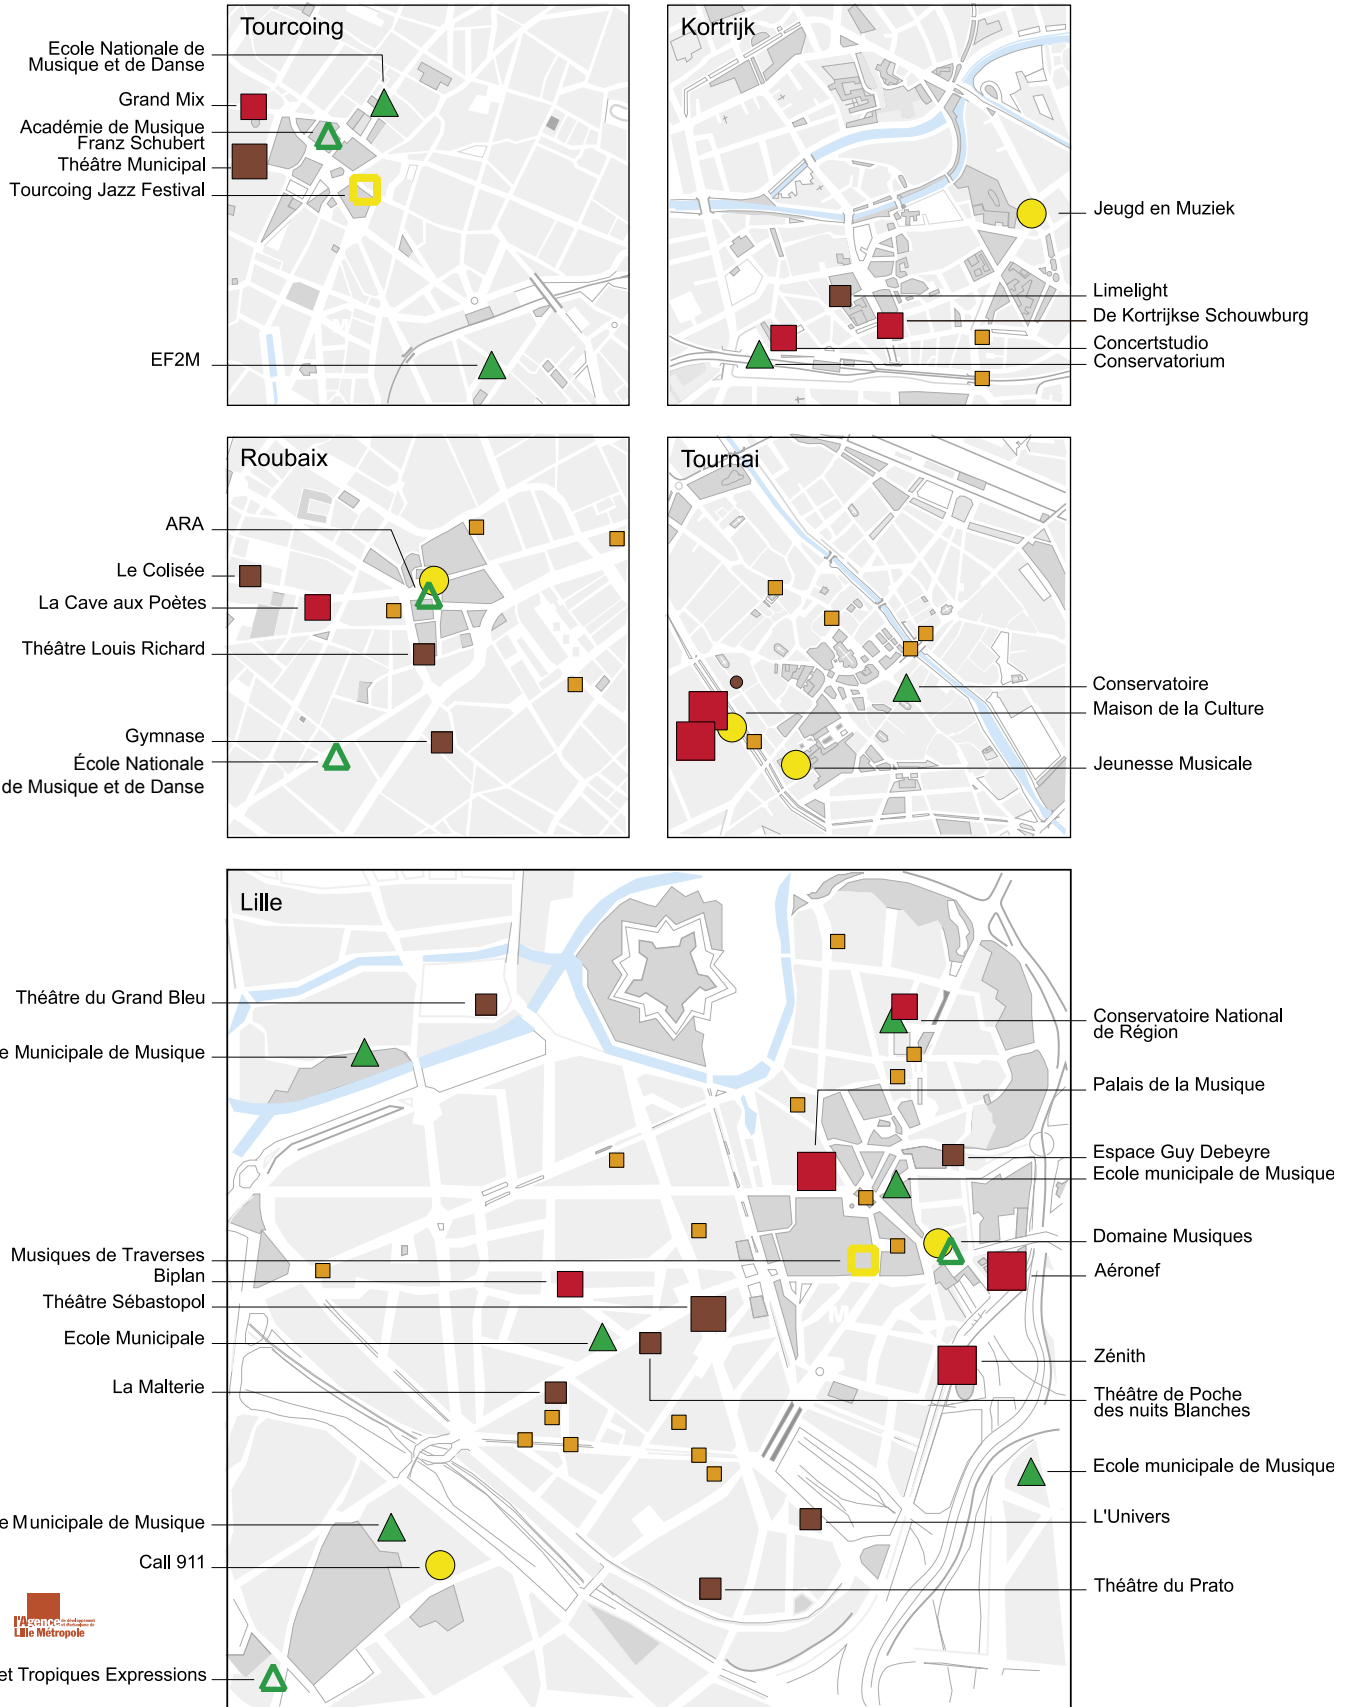 Tourcoing
Ecole Nationale de
Musique et de Danse
Grand Mix
Académie de Musique
Franz Schubert
Théâtre Municipal
Tourcoing Jazz Festival
EF2M
Kortrijk
Jeugd en Muziek
Limelight
De Kortrijkse Schouwburg
Concertstudio
Conservatorium
Roubaix
ARA
Le Colisée
La Cave aux Poètes
Théâtre Louis Richard
Gymnase
École Nationale
de Musique et de Danse
Tournai
Conservatoire
Maison de la Culture
Jeunesse Musicale
Lille
Théâtre du Grand Bleu
e Municipale de Musique
Musiques de Traverses
Biplan
Théâtre Sébastopol
Ecole Municipale
La Malterie
e Municipale de Musique
Call 911
et Tropiques Expressions
Conservatoire National
de Région
Palais de la Musique
Espace Guy Debeyre
Ecole municipale de Musique
Domaine Musiques
Aéronef
M
Zénith
Théâtre de Poche
des nuits Blanches
Ecole municipale de Musique
L'Univers
Théâtre du Prato
l'Agence de développement
et d'urbanisme de
Lille Métropole